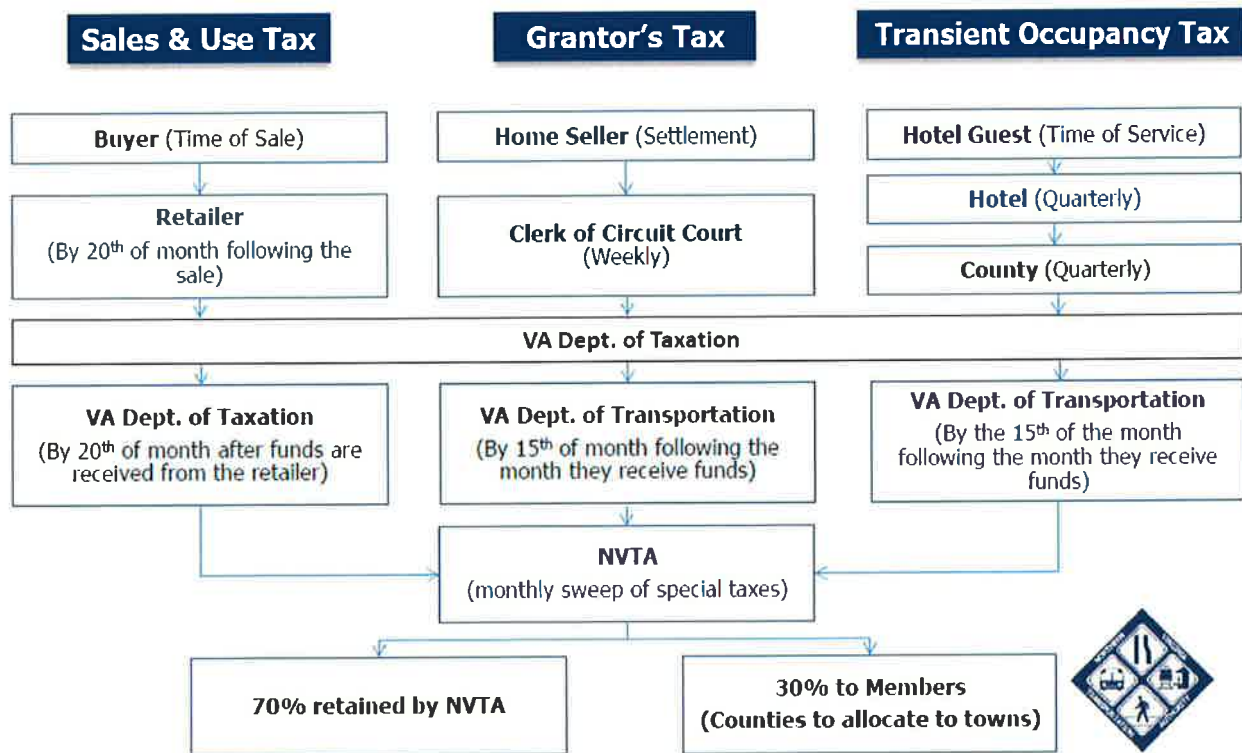 Sales & Use Tax
Grantor's Tax
Transient Occupancy Tax
Buyer (Time of Sale)
Home Seller (Settlement)
Hotel Guest (Time of Service)
Retailer
(By 20th of month following the
sale)
Clerk of Circuit Court
(Weekly)
Hotel (Quarterly)
County (Quarterly)
VA Dept. of Taxation
VA Dept. of Taxation
(By 20th of month after funds are
received from the retailer)
VA Dept. of Transportation
(By 15th of month following the
month they receive funds)
VA Dept. of Transportation
(By the 15th of the month
following the month they receive
funds)
NVTA
(monthly sweep of special taxes)
70% retained by NVTA
30% to Members
(Counties to allocate to towns)
NORTHERN
VIRGINIA
TRANSPORTATION
AUTHORITY